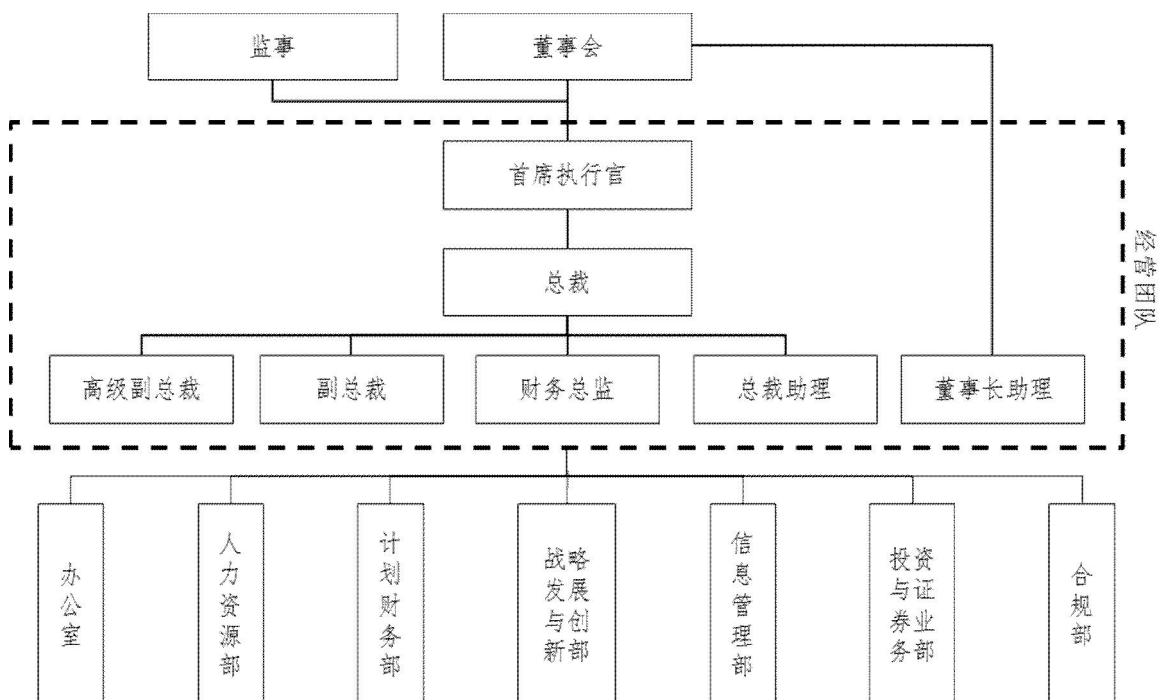 监事
董事会
首席执行官
总裁
经营团队
高级副总裁
副总裁
财务总监
总裁助理
董事长助理
办公室
人力资源部
计划财务部
战略发展与创新部
信息管理部
投资与证券业务部
合规部